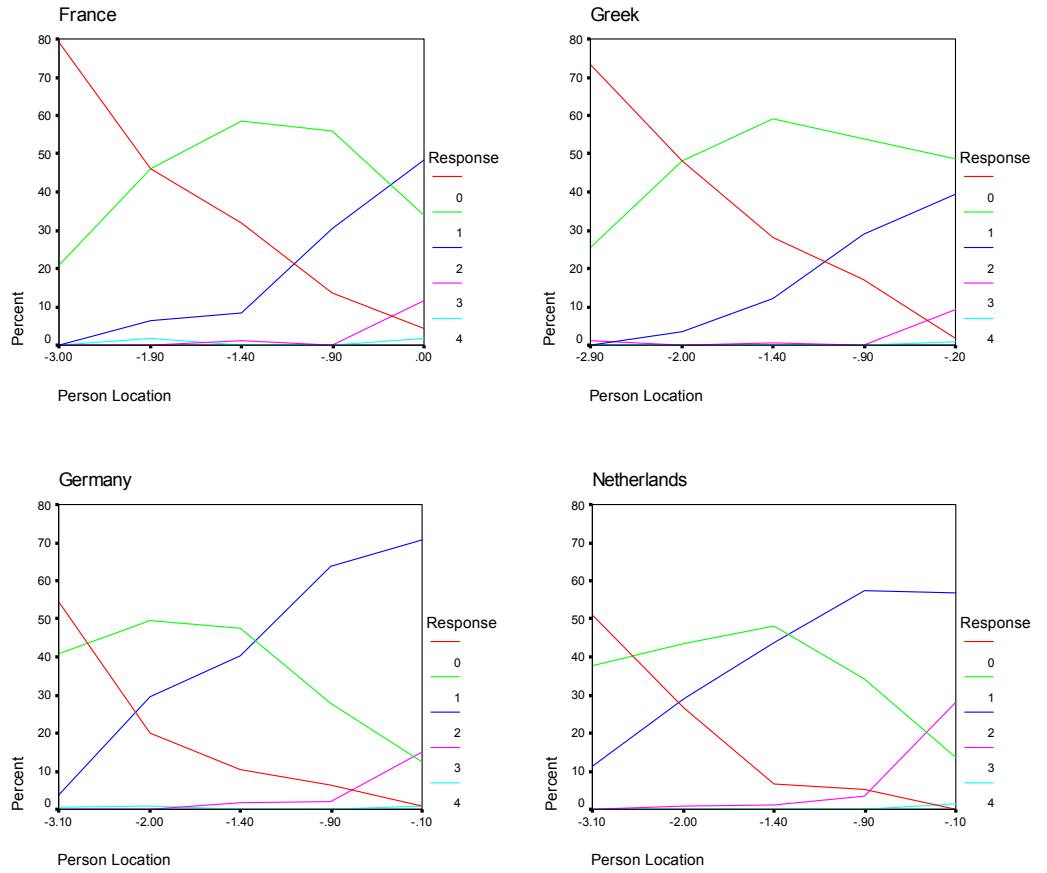 France
80
70
60
50
40
30
20
10
0
Percent
-3.00 -1.90 -1.40 -.90 .00
Person Location
Response
0
1
2
3
4
Greek
80
70
60
50
40
30
20
10
0
Percent
-2.90 -2.00 -1.40 -.90 -.20
Person Location
Response
0
1
2
3
4
Germany
80
70
60
50
40
30
20
10
0
Percent
-3.10 -2.00 -1.40 -.90 -.10
Person Location
Response
0
1
2
3
4
Netherlands
80
70
60
50
40
30
20
10
0
Percent
-3.10 -2.00 -1.40 -.90 -.10
Person Location
Response
0
1
2
3
4